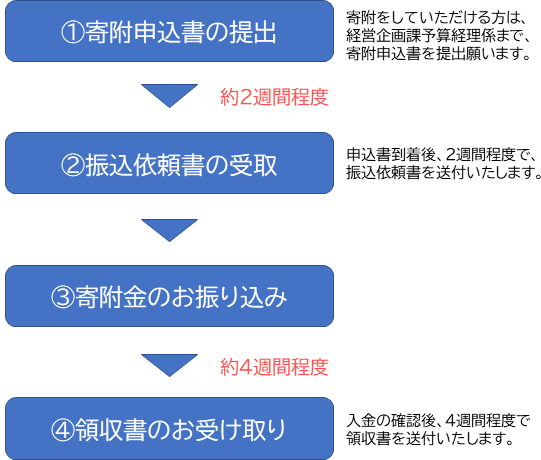 ①寄附申込書の提出
寄附をしていただける方は、
経営企画課予算経理係まで、
寄附申込書を提出願います。
約2週間程度
②振込依頼書の受取
申込書到着後、2週間程度で、
振込依頼書を送付いたします。
③寄附金のお振り込み
約4週間程度
④領収書のお受け取り
入金の確認後、4週間程度で
領収書を送付いたします。